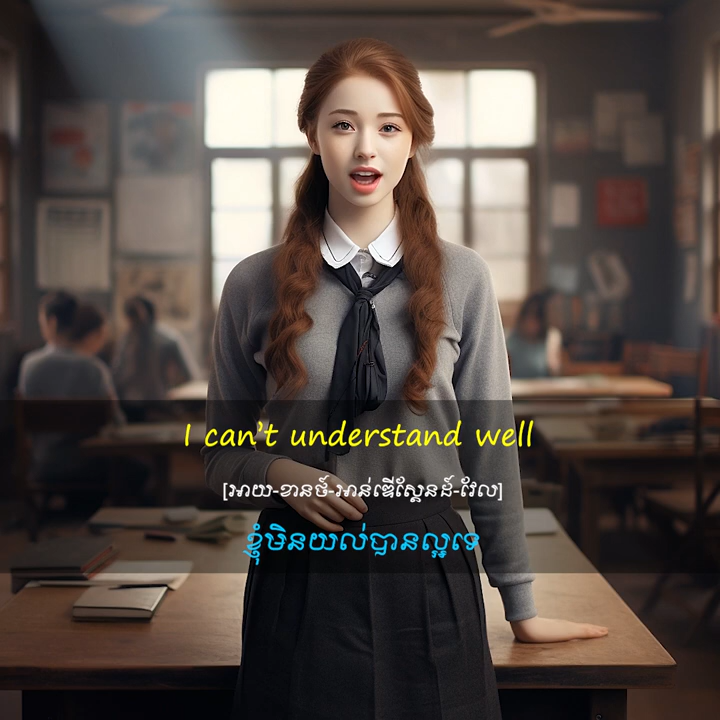 I can't understand well
[អាយ-ខានថ៍-អាន់ឌើស្តែនដ៍-វែល]
ខ្ញុំមិនយល់បានល្អទេ